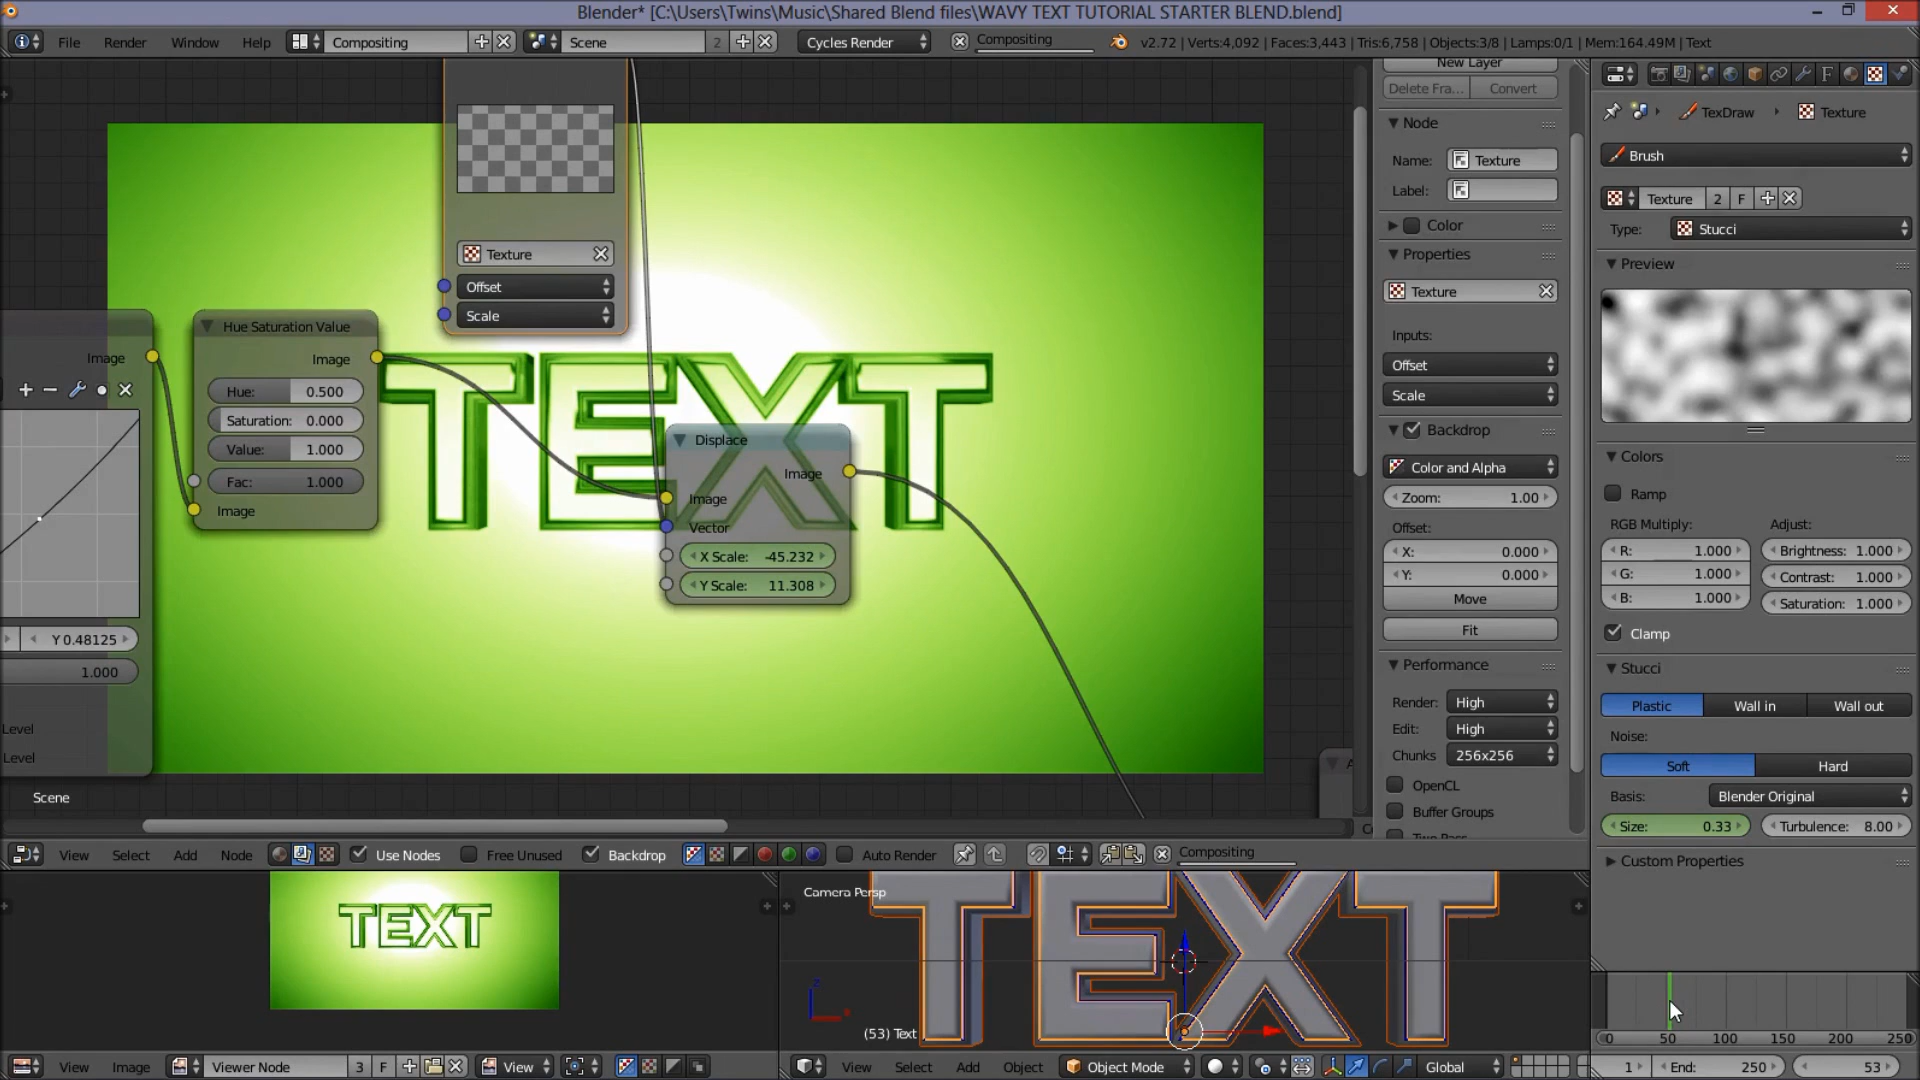 Blender* [C:\Users\Twins\Music\Shared Blend files\WAVY TEXT TUTORIAL STARTER BLEND.blend]
File Render Window Help Compositing Scene 2 Cycles Render Compositing v2.72 | Verts:4,092 | Faces:3,443 | Tris:6,758 | Objects:3/8 | Lamps:0/1 | Mem:164.49M | Text
Texture
Offset
Scale
Image
Y 0.48125
1.000
Level
Level
Hue Saturation Value
Image
Hue: 0.500
Saturation: 0.000
Value: 1.000
Fac: 1.000
Image
TEXT
Displace
Image
Image
Vector
X Scale: -45.232
Y Scale: 11.308
Scene
New Layer
Delete Fra... Convert
Node
Name: Texture
Label:
Color
Properties
Texture
Inputs:
Offset
Scale
Backdrop
Color and Alpha
Zoom: 1.00
Offset:
X: 0.000
Y: 0.000
Move
Fit
Performance
Render: High
Edit: High
Chunks 256x256
OpenCL
Buffer Groups
TexDraw Texture
Brush
Texture 2 F
Type: Stucci
Preview
Colors
Ramp
RGB Multiply: Adjust:
R: 1.000 Brightness: 1.000
G: 1.000 Contrast: 1.000
B: 1.000 Saturation: 1.000
Clamp
Stucci
Plastic Wall in Wall out
Noise:
Soft Hard
Basis: Blender Original
Size: 0.33 Turbulence: 8.00
Custom Properties
View Select Add Node Use Nodes Free Unused Backdrop Auto Render Compositing
TEXT
View Image Viewer Node 3 F View
Camera Persp
TEXT
(53) Text
View Select Add Object Object Mode Global
0 50 100 150 200 250
1 End: 250 53